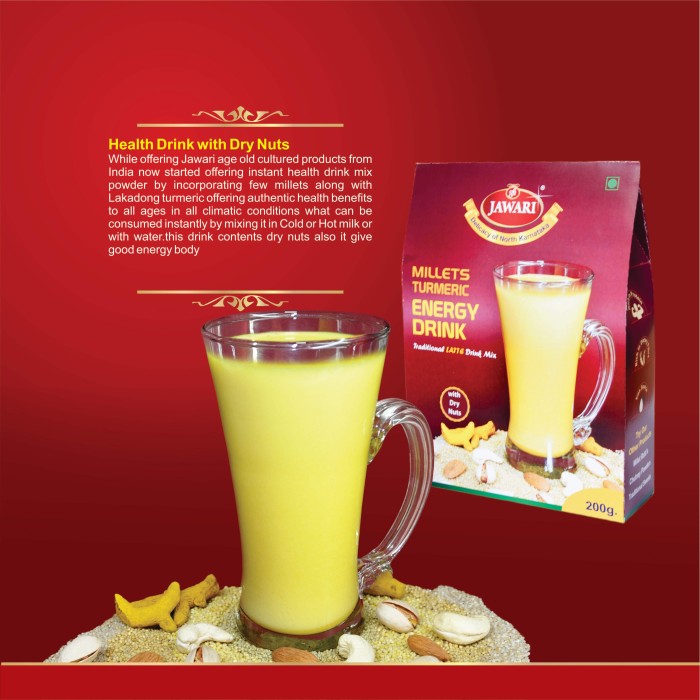 Health Drink with Dry Nuts
While offering Jawari age old cultured products from
India now started offering instant health drink mix
powder by incorporating few millets along with
Lakadong turmeric offering authentic health benefits
to all ages in all climatic conditions what can be
consumed instantly by mixing it in Cold or Hot milk or
with water.this drink contents dry nuts also it give
good energy body
JAWARI
Delicacy of North Karnataka
MILLETS
TURMERIC
ENERGY
DRINK
Traditional LATTE Drink Mix
with
Dry
Nuts
200g.
Try Our
Other Products